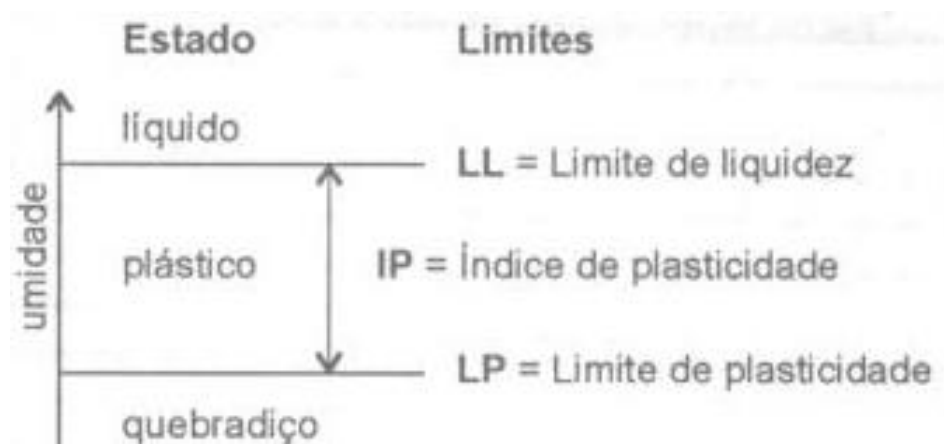 Estado Limites
líquido
LL = Limite de liquidez
umidade
plástico IP = Índice de plasticidade
LP = Limite de plasticidade
quebradiço